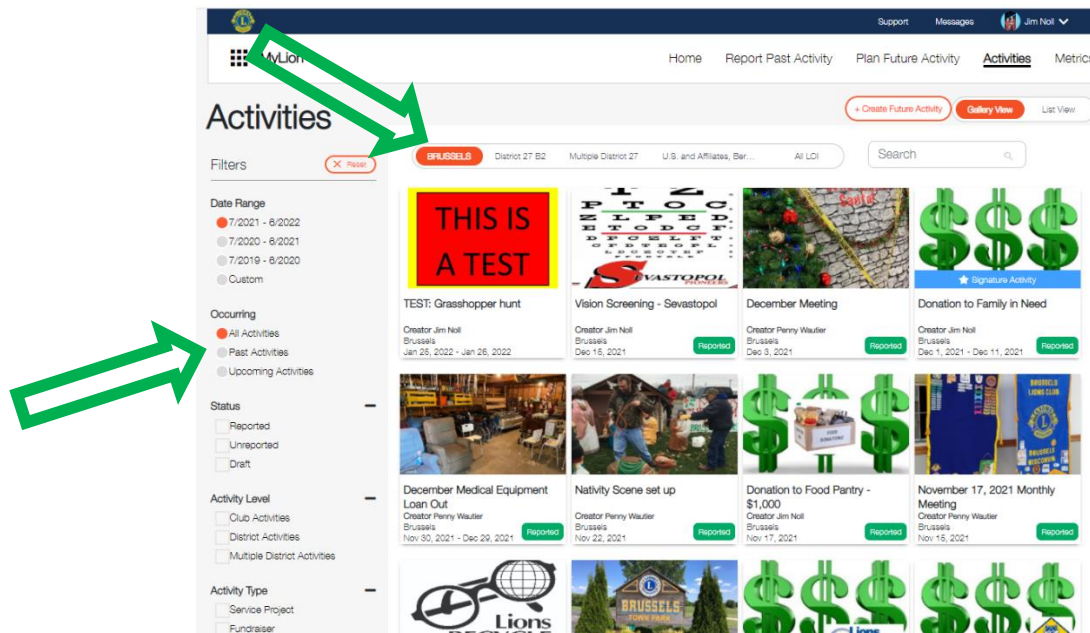 Support Messages Jim Noll
MyLion
Home Report Past Activity Plan Future Activity Activities Metrics
Activities
+ Create Future Activity Gallery View List View
Filters
X Reset
BRUSSELS District 27 B2 Multiple District 27 U.S. and Affiliates, Ber... All LCI
Search
Date Range
7/2021 - 6/2022
7/2020 - 6/2021
7/2019 - 6/2020
Custom
Occurring
All Activities
Past Activities
Upcoming Activities
Status
Reported
Unreported
Draft
Activity Level
Club Activities
District Activities
Multiple District Activities
Activity Type
Service Project
Fundraiser
THIS IS
A TEST
TEST: Grasshopper hunt
Creator Jim Noll
Brussels
Jan 25, 2022 - Jan 26, 2022
P T O C
Z L P E D
E T O D C F
SEVASTOPOL
PIONEERS
Vision Screening - Sevastopol
Creator Jim Noll
Brussels
Dec 15, 2021
Reported
Santa!
December Meeting
Creator Penny Wautier
Brussels
Dec 3, 2021
Reported
Signature Activity
Donation to Family in Need
Creator Jim Noll
Brussels
Dec 1, 2021 - Dec 11, 2021
Reported
December Medical Equipment
Loan Out
Creator Penny Wautier
Brussels
Nov 30, 2021 - Dec 29, 2021
Reported
Nativity Scene set up
Creator Penny Wautier
Brussels
Nov 22, 2021
Reported
FOOD
DONATIONS
Donation to Food Pantry -
$1,000
Creator Jim Noll
Brussels
Nov 17, 2021
Reported
BRUSSELS
LIONS CLUB
BRUSSELS
WISCONSIN
November 17, 2021 Monthly
Meeting
Creator Penny Wautier
Brussels
Nov 15, 2021
Reported
Lions
RECYCLE
BRUSSELS
TOWN PARK
Lions